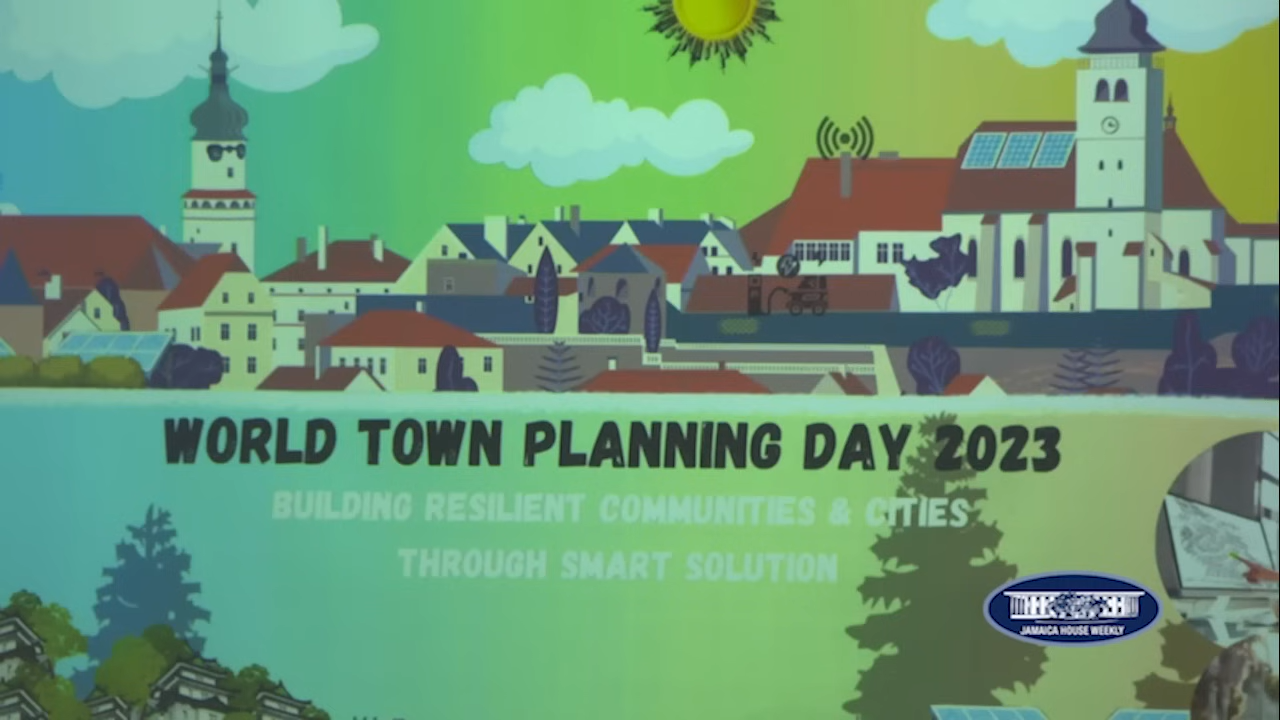 WORLD TOWN PLANNING DAY 2023
BUILDING RESILIENT COMMUNITIES & CITIES
THROUGH SMART SOLUTION
JAMAICA HOUSE WEEKLY